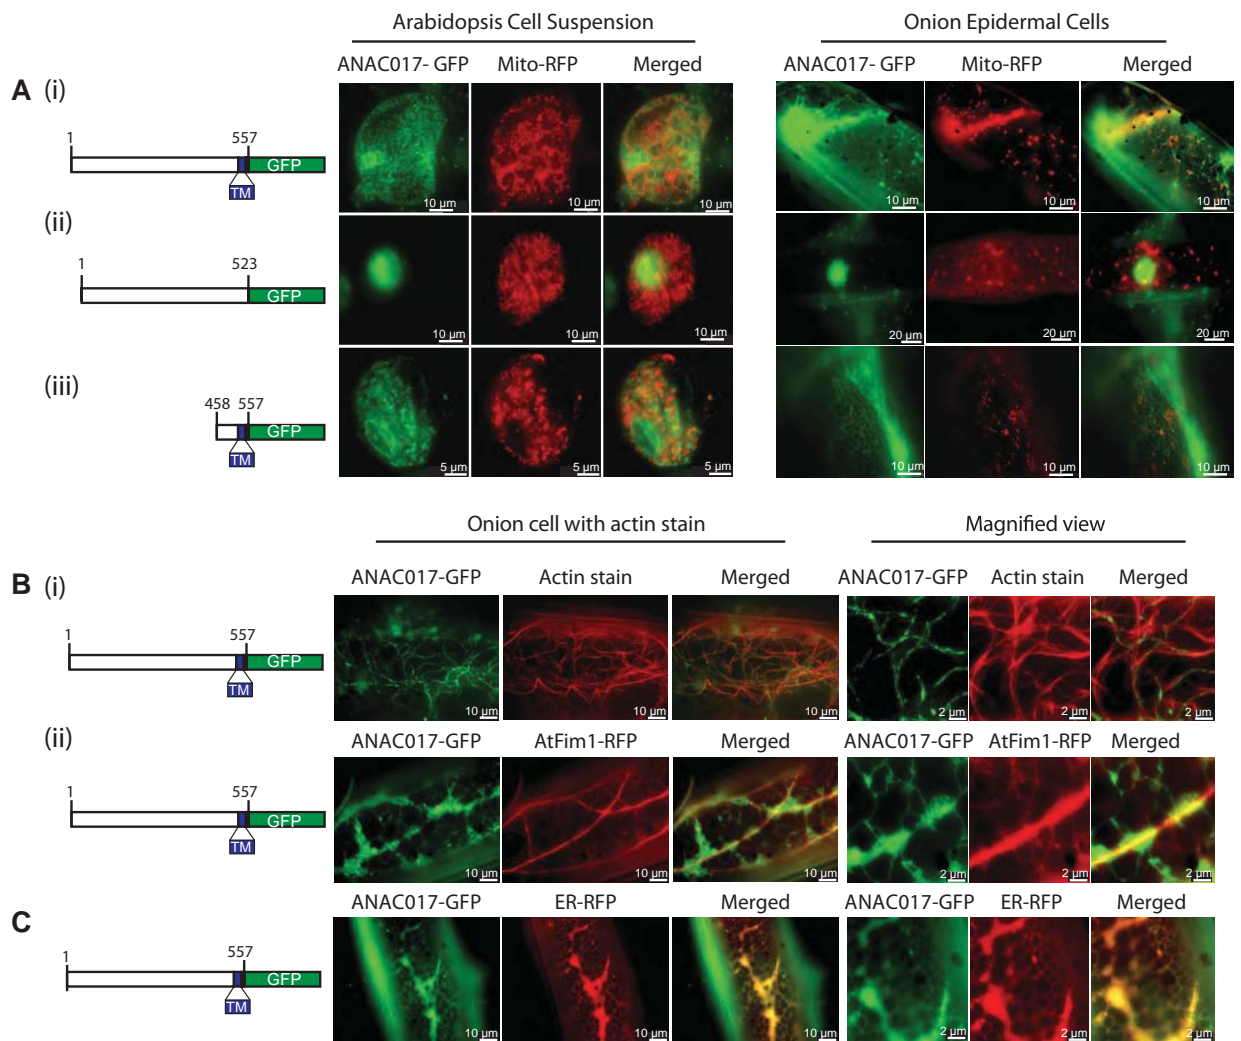 Arabidopsis Cell Suspension
Onion Epidermal Cells
ANAC017- GFP Mito-RFP Merged
ANAC017- GFP Mito-RFP Merged
A (i)
1 557
GFP
TM
10 µm 10 µm 10 µm
10 µm 10 µm 10 µm
(ii)
1 523
GFP
10 µm 10 µm 10 µm
20 µm 20 µm 20 µm
(iii)
458 557
GFP
TM
5 µm 5 µm 5 µm
10 µm 10 µm 10 µm
Onion cell with actin stain
Magnified view
B (i)
ANAC017-GFP Actin stain Merged
ANAC017-GFP Actin stain Merged
1 557
GFP
TM
10 µm 10 µm 10 µm
2 µm 2 µm 2 µm
(ii)
ANAC017-GFP AtFim1-RFP Merged
ANAC017-GFP AtFim1-RFP Merged
1 557
GFP
TM
10 µm 10 µm 10 µm
2 µm 2 µm 2 µm
C
ANAC017-GFP ER-RFP Merged
ANAC017-GFP ER-RFP Merged
1 557
GFP
TM
10 µm 10 µm 10 µm
2 µm 2 µm 2 µm